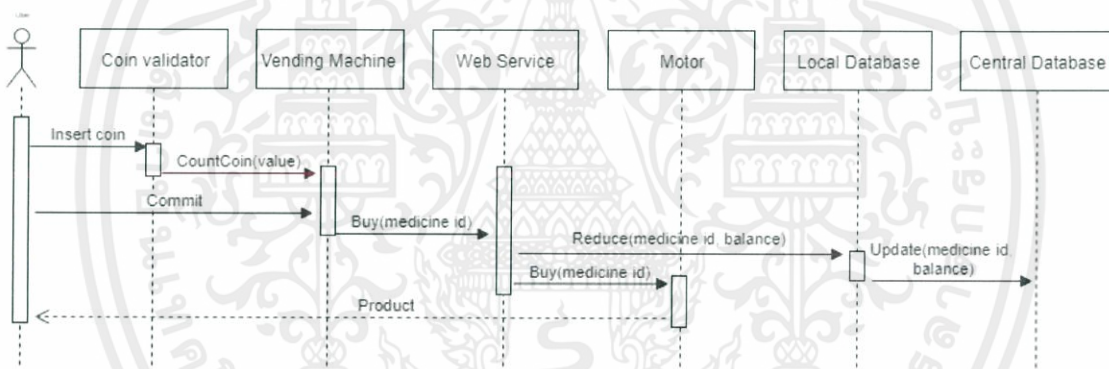 Coin validator
Vending Machine
Web Service
Motor
Local Database
Central Database
Insert coin
CountCoin(value)
Commit
Buy(medicine id)
Reduce(medicine id, balance)
Update(medicine id,
balance)
Buy(medicine id)
Product